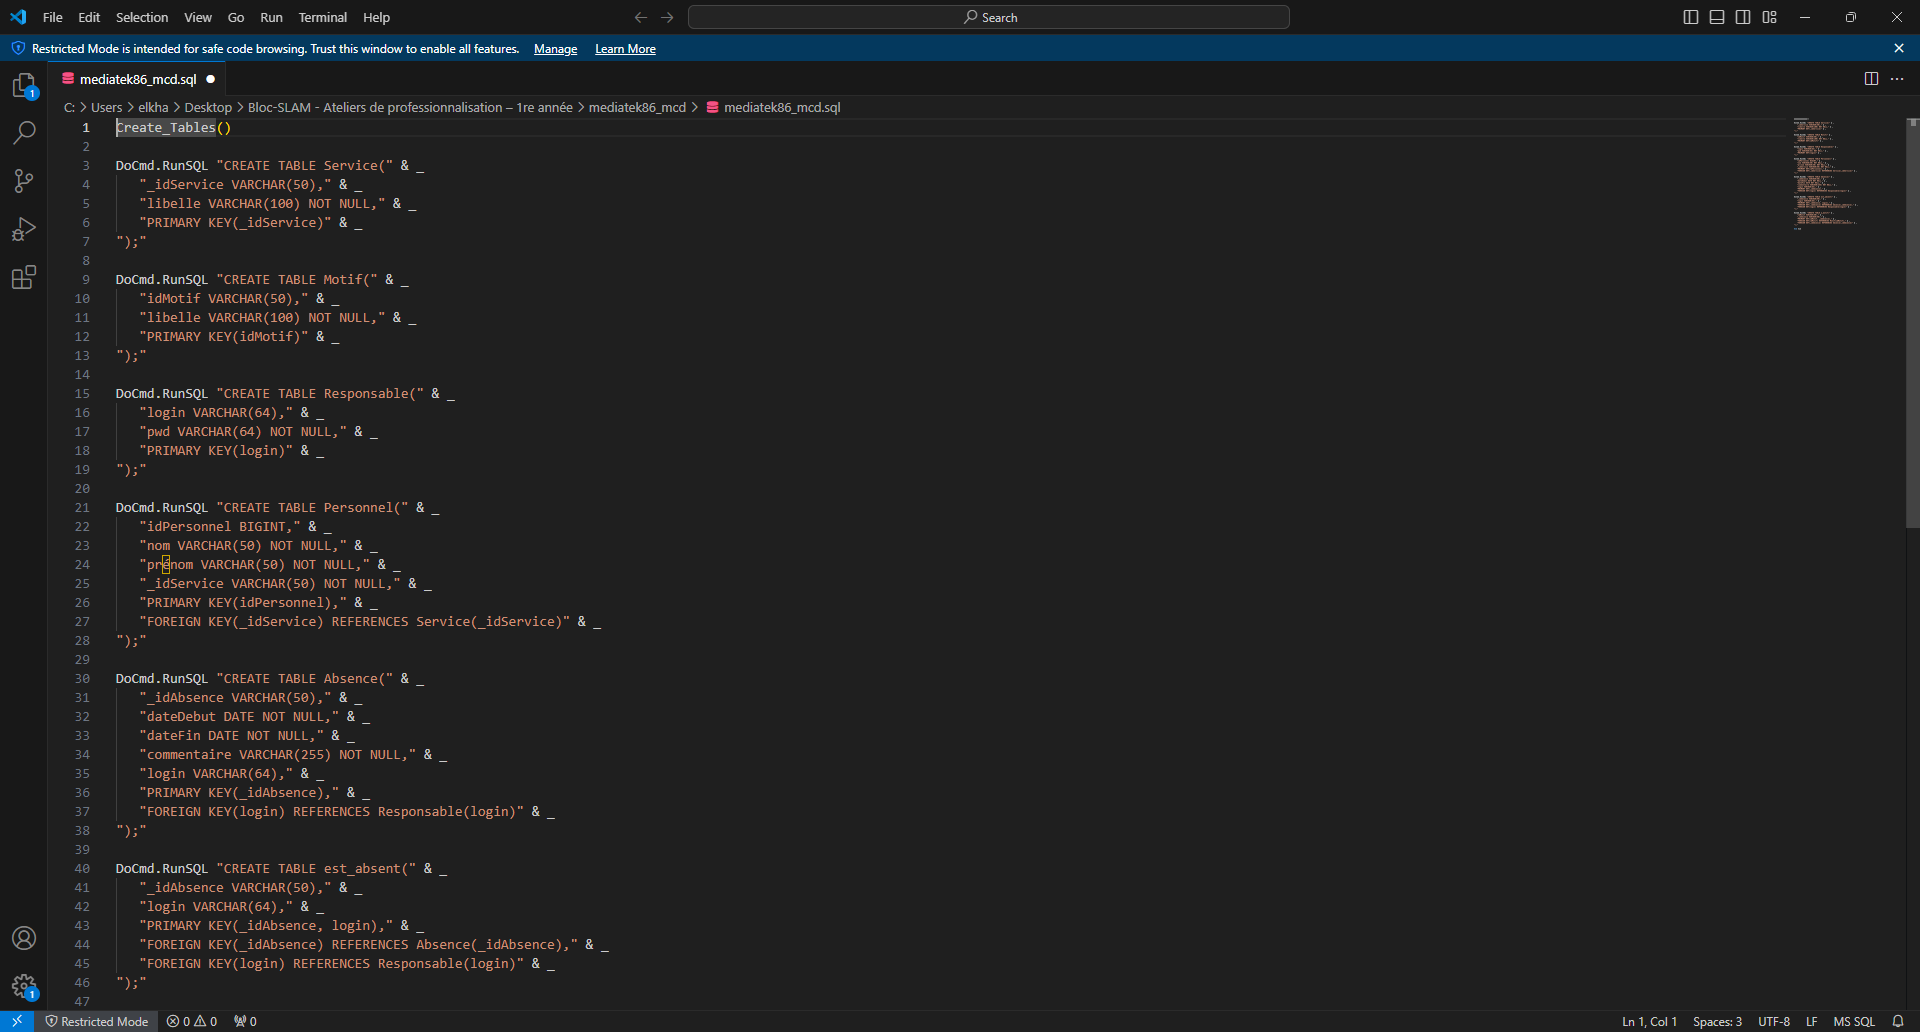 File Edit Selection View Go Run Terminal Help Search
Restricted Mode is intended for safe code browsing. Trust this window to enable all features. Manage Learn More
mediatek86_mcd.sql
C: > Users > elkha > Desktop > Bloc-SLAM - Ateliers de professionnalisation – 1re année > mediatek86_mcd > mediatek86_mcd.sql
1 Create_Tables()
2
3 DoCmd.RunSQL "CREATE TABLE Service(" & _
4 "_idService VARCHAR(50)," & _
5 "libelle VARCHAR(100) NOT NULL," & _
6 "PRIMARY KEY(_idService)" & _
7 ");"
8
9 DoCmd.RunSQL "CREATE TABLE Motif(" & _
10 "idMotif VARCHAR(50)," & _
11 "libelle VARCHAR(100) NOT NULL," & _
12 "PRIMARY KEY(idMotif)" & _
13 ");"
14
15 DoCmd.RunSQL "CREATE TABLE Responsable(" & _
16 "login VARCHAR(64)," & _
17 "pwd VARCHAR(64) NOT NULL," & _
18 "PRIMARY KEY(login)" & _
19 ");"
20
21 DoCmd.RunSQL "CREATE TABLE Personnel(" & _
22 "idPersonnel BIGINT," & _
23 "nom VARCHAR(50) NOT NULL," & _
24 "prénom VARCHAR(50) NOT NULL," & _
25 "_idService VARCHAR(50) NOT NULL," & _
26 "PRIMARY KEY(idPersonnel)," & _
27 "FOREIGN KEY(_idService) REFERENCES Service(_idService)" & _
28 ");"
29
30 DoCmd.RunSQL "CREATE TABLE Absence(" & _
31 "_idAbsence VARCHAR(50)," & _
32 "dateDebut DATE NOT NULL," & _
33 "dateFin DATE NOT NULL," & _
34 "commentaire VARCHAR(255) NOT NULL," & _
35 "login VARCHAR(64)," & _
36 "PRIMARY KEY(_idAbsence)," & _
37 "FOREIGN KEY(login) REFERENCES Responsable(login)" & _
38 ");"
39
40 DoCmd.RunSQL "CREATE TABLE est_absent(" & _
41 "_idAbsence VARCHAR(50)," & _
42 "login VARCHAR(64)," & _
43 "PRIMARY KEY(_idAbsence, login)," & _
44 "FOREIGN KEY(_idAbsence) REFERENCES Absence(_idAbsence)," & _
45 "FOREIGN KEY(login) REFERENCES Responsable(login)" & _
46 ");"
47
Restricted Mode 0 0 0 Ln 1, Col 1 Spaces: 3 UTF-8 LF MS SQL